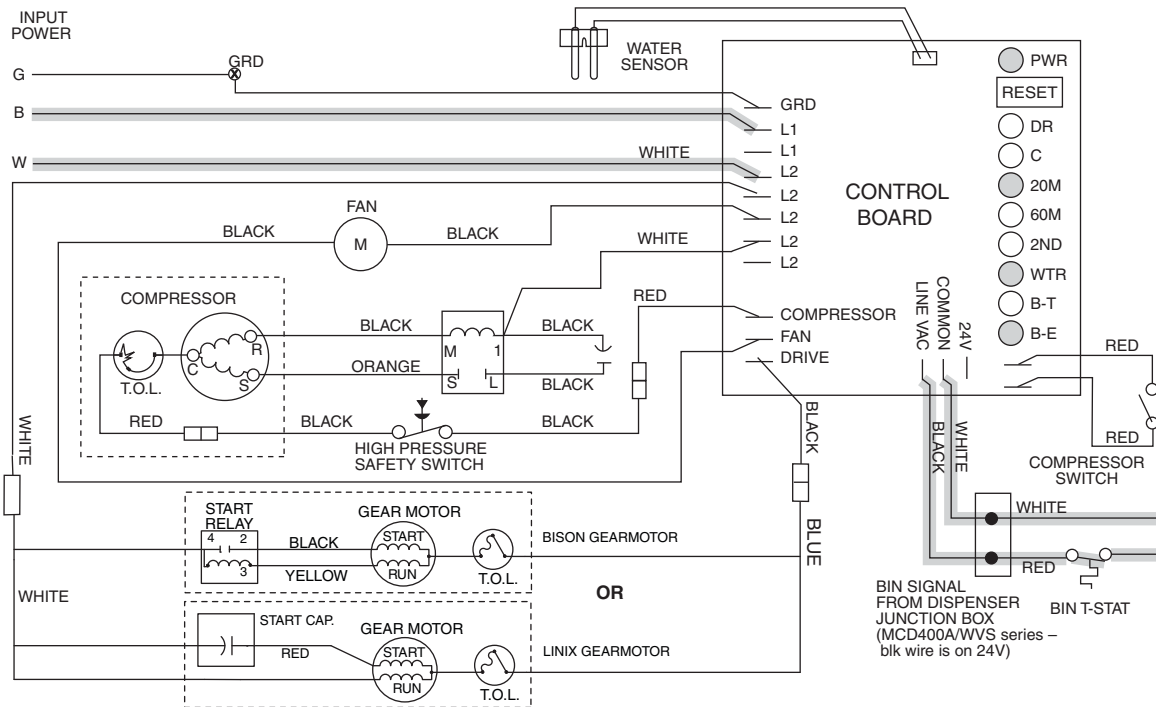 INPUT
POWER
G
GRD
B
W
WHITE
WATER
SENSOR
GRD
L1
L1
L2
L2
L2
L2
L2
CONTROL
BOARD
PWR
RESET
DR
C
20M
60M
2ND
WTR
B-T
B-E
FAN
M
BLACK
BLACK
WHITE
COMPRESSOR
T.O.L.
C
R
S
BLACK
ORANGE
M
1
S
L
BLACK
BLACK
RED
COMPRESSOR
FAN
DRIVE
LINE VAC
COMMON
24V
RED
RED
COMPRESSOR
SWITCH
RED
BLACK
HIGH PRESSURE
SAFETY SWITCH
BLACK
WHITE
BLACK
BLACK
WHITE
WHITE
RED
BIN T-STAT
BIN SIGNAL
FROM DISPENSER
JUNCTION BOX
(MCD400A/WVS series –
blk wire is on 24V)
START
RELAY
4
2
3
BLACK
YELLOW
GEAR MOTOR
START
RUN
T.O.L.
BISON GEARMOTOR
BLUE
OR
WHITE
START CAP.
RED
GEAR MOTOR
START
RUN
T.O.L.
LINIX GEARMOTOR